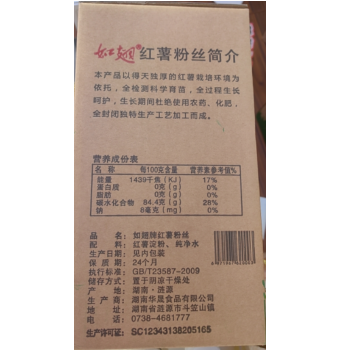 如翅®红薯粉丝简介
本产品以得天独厚的红薯栽培环境为
依托，全检测科学育苗，全过程生长
呵护，生长期间杜绝使用农药、化肥，
全封闭独特生产工艺加工而成。
营养成份表
项目 每100克含量 营养素参考值%
能量 1439千焦(KJ) 17%
蛋白质 0克(g) 0%
脂肪 0克(g) 0%
碳水化合物 84.4克(g) 28%
钠 8毫克(mg) 0%
品名：如翅牌红薯粉丝
配料：红薯淀粉、纯净水
生产日期：见内包装
保质期：24个月
执行标准：GB/T23587-2009
储存方式：置于阴凉干燥处
产地：湖南·涟源
生产商：湖南华晟食品有限公司
地址：湖南省涟源市斗笠山镇
电话：0738-4681777
生产许可证：SC12343138205165